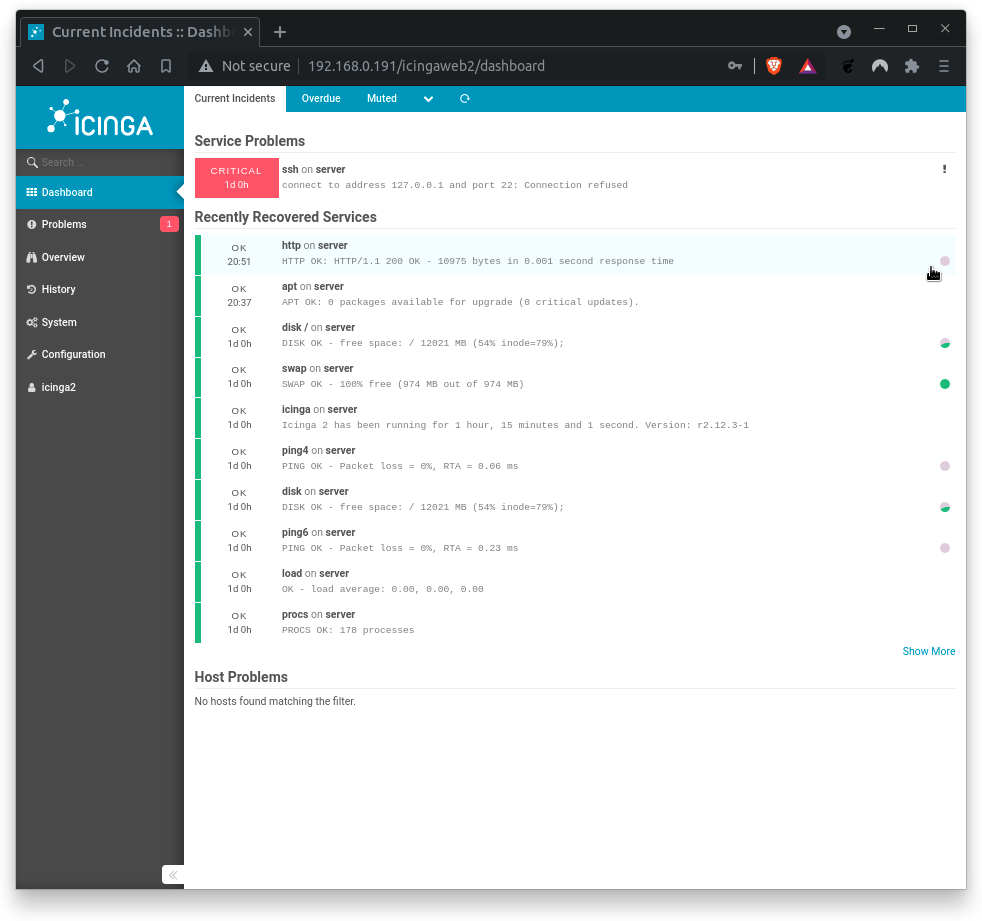 Current Incidents :: Dashb
Not secure
192.168.0.191/icingaweb2/dashboard
icinga
Search ...
Dashboard
Problems
1
Overview
History
System
Configuration
icinga2
Current Incidents
Overdue
Muted
Service Problems
CRITICAL
1d 0h
ssh on server
!
connect to address 127.0.0.1 and port 22: Connection refused
Recently Recovered Services
OK
20:51
http on server
HTTP OK: HTTP/1.1 200 OK - 10975 bytes in 0.001 second response time
OK
20:37
apt on server
APT OK: 0 packages available for upgrade (0 critical updates).
OK
1d 0h
disk / on server
DISK OK - free space: / 12021 MB (54% inode=79%);
OK
1d 0h
swap on server
SWAP OK - 100% free (974 MB out of 974 MB)
OK
1d 0h
icinga on server
Icinga 2 has been running for 1 hour, 15 minutes and 1 second. Version: r2.12.3-1
OK
1d 0h
ping4 on server
PING OK - Packet loss = 0%, RTA = 0.06 ms
OK
1d 0h
disk on server
DISK OK - free space: / 12021 MB (54% inode=79%);
OK
1d 0h
ping6 on server
PING OK - Packet loss = 0%, RTA = 0.23 ms
OK
1d 0h
load on server
OK - load average: 0.00, 0.00, 0.00
OK
1d 0h
procs on server
PROCS OK: 178 processes
Show More
Host Problems
No hosts found matching the filter.